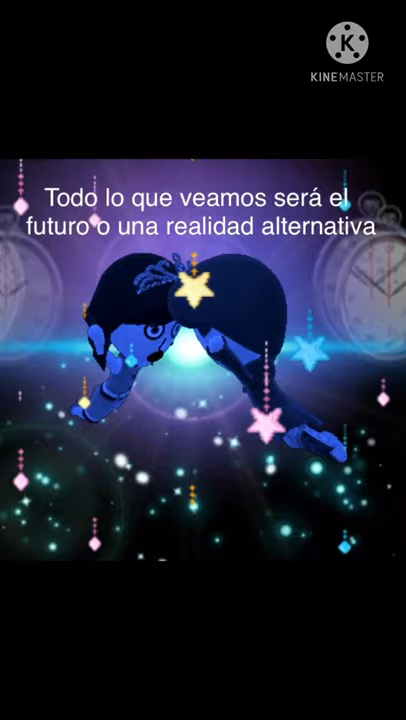 KINEMASTER
Todo lo que veamos será el
futuro o una realidad alternativa